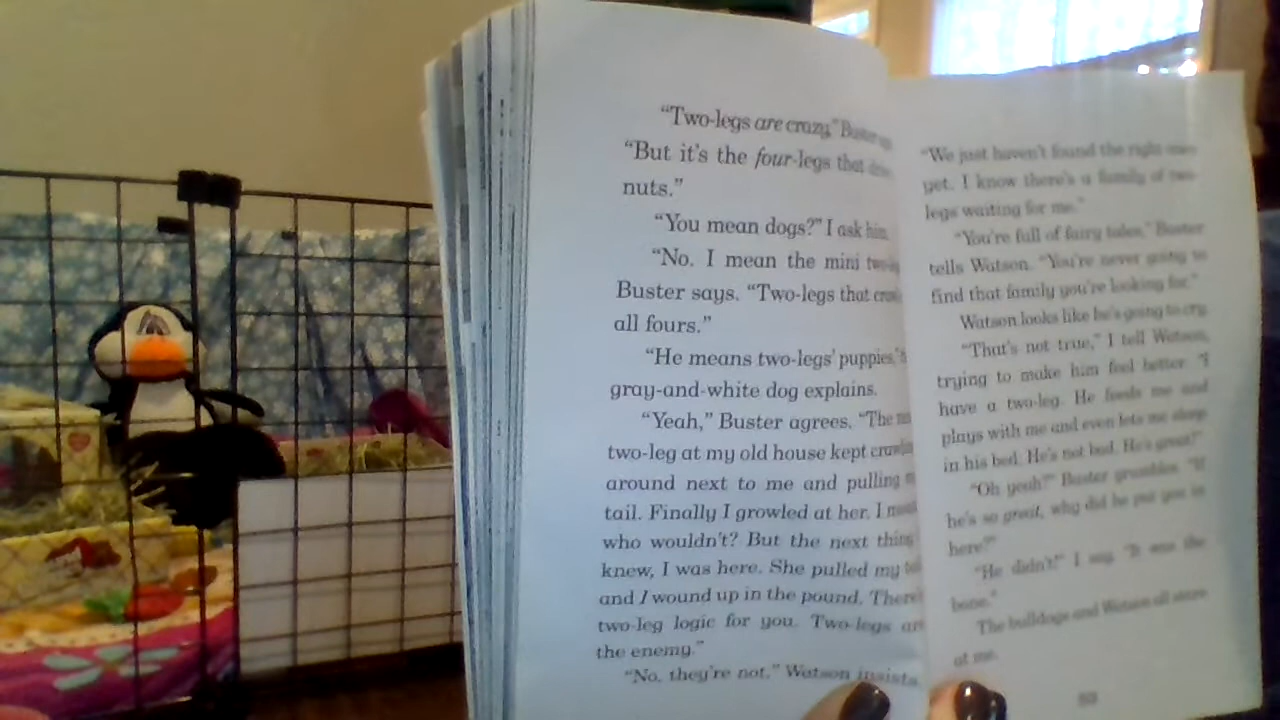 "Two-legs are crazy," Buster
"But it's the four-legs that
nuts."
"You mean dogs?" I ask him.
"No. I mean the mini
Buster says. "Two-legs that
all fours."
"He means two-legs' puppies,"
gray-and-white dog explains.
"Yeah," Buster agrees. "The
two-leg at my old house kept
around next to me and pulling
tail. Finally I growled at her. I
who wouldn't? But the next thing
knew, I was here. She pulled my
and I wound up in the pound.
two-leg logic for you. Two-legs
the enemy."
"No, they're not," Watson insists.
"We just haven't found the right
yet. I know there's a family of two-
legs waiting for me."
"You're full of fairy tales," Buster
tells Watson. "You're never going to
find that family you're looking for."
Watson looks like he's going to cry.
"That's not true," I tell Watson,
trying to make him feel better. "I
have a two-leg. He feeds me and
plays with me and even lets me sleep
in his bed. He's not bad. He's great!"
"Oh yeah?" Buster grumbles. "If
he's so great, why did he put you in
here?"
"He didn't!" I say. "It was the
bone."
The bulldogs and Watson all stare
at me.